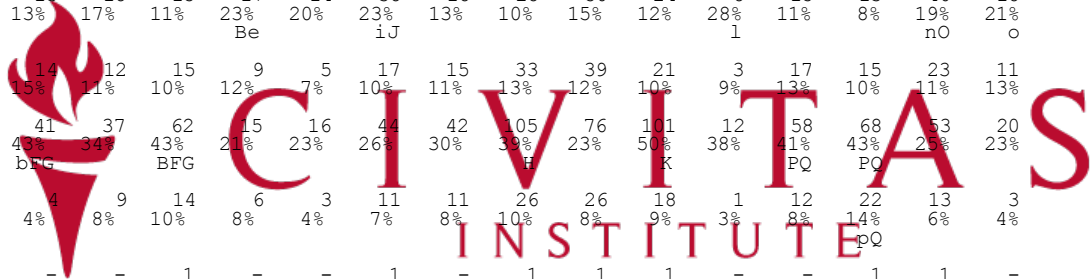 13% 17% 11% 23% 20% 23% 13% 10% 15% 12% 28% 11% 8% 19% 21%
Be iJ l nO o
14 12 15 9 5 17 15 33 39 21 3 17 15 23 11
15% 11% 10% 12% 7% 10% 11% 13% 12% 10% 9% 13% 10% 11% 13%
41 37 62 15 16 44 42 105 76 101 12 58 68 53 20
43% 34% 43% 21% 23% 26% 30% 39% 23% 50% 38% 41% 43% 25% 23%
bFG BFG H K PQ PQ
4 9 14 6 3 11 11 26 26 18 1 12 22 13 3
4% 8% 10% 8% 4% 7% 8% 10% 8% 9% 3% 8% 14% 6% 4%
pQ
- - 1 - - 1 - 1 1 1 - - 1 1 -
CIVITAS
INSTITUTE